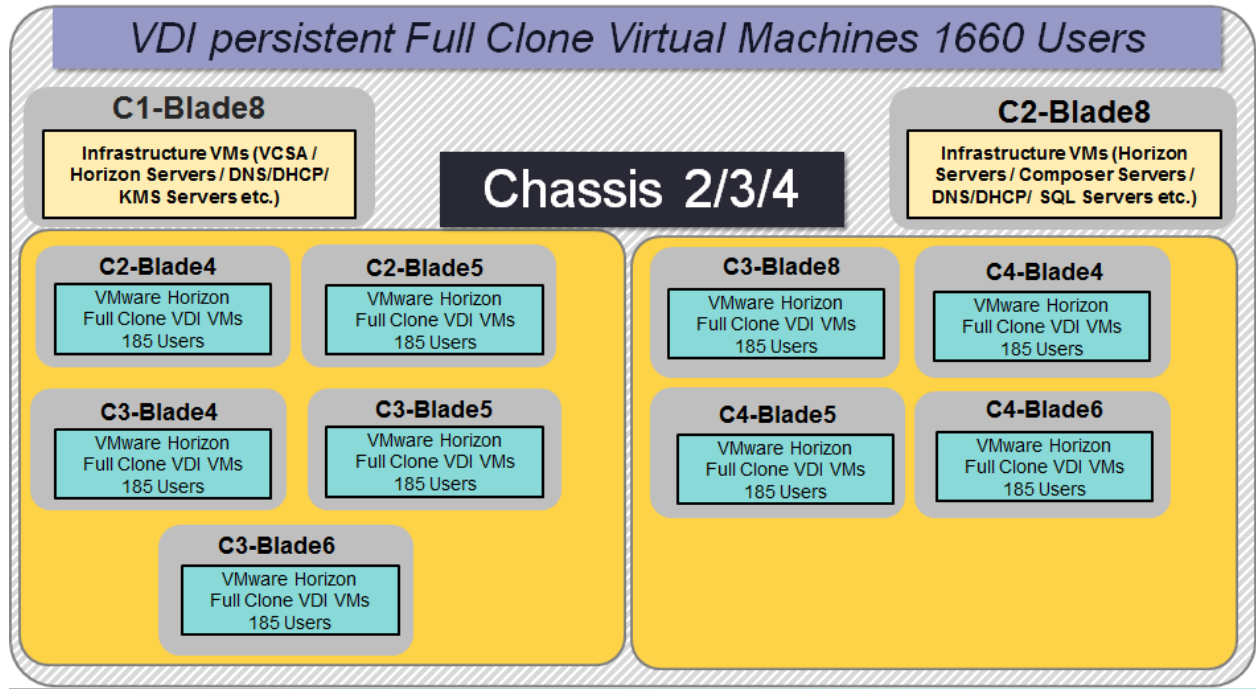 VDI persistent Full Clone Virtual Machines 1660 Users
C1-Blade8
Infrastructure VMs (VCSA /
Horizon Servers / DNS/DHCP/
KMS Servers etc.)
Chassis 2/3/4
C2-Blade8
Infrastructure VMs (Horizon
Servers / Composer Servers /
DNS/DHCP/ SQL Servers etc.)
C2-Blade4
VMware Horizon
Full Clone VDI VMs
185 Users
C2-Blade5
VMware Horizon
Full Clone VDI VMs
185 Users
C3-Blade4
VMware Horizon
Full Clone VDI VMs
185 Users
C3-Blade5
VMware Horizon
Full Clone VDI VMs
185 Users
C3-Blade6
VMware Horizon
Full Clone VDI VMs
185 Users
C3-Blade8
VMware Horizon
Full Clone VDI VMs
185 Users
C4-Blade4
VMware Horizon
Full Clone VDI VMs
185 Users
C4-Blade5
VMware Horizon
Full Clone VDI VMs
185 Users
C4-Blade6
VMware Horizon
Full Clone VDI VMs
185 Users